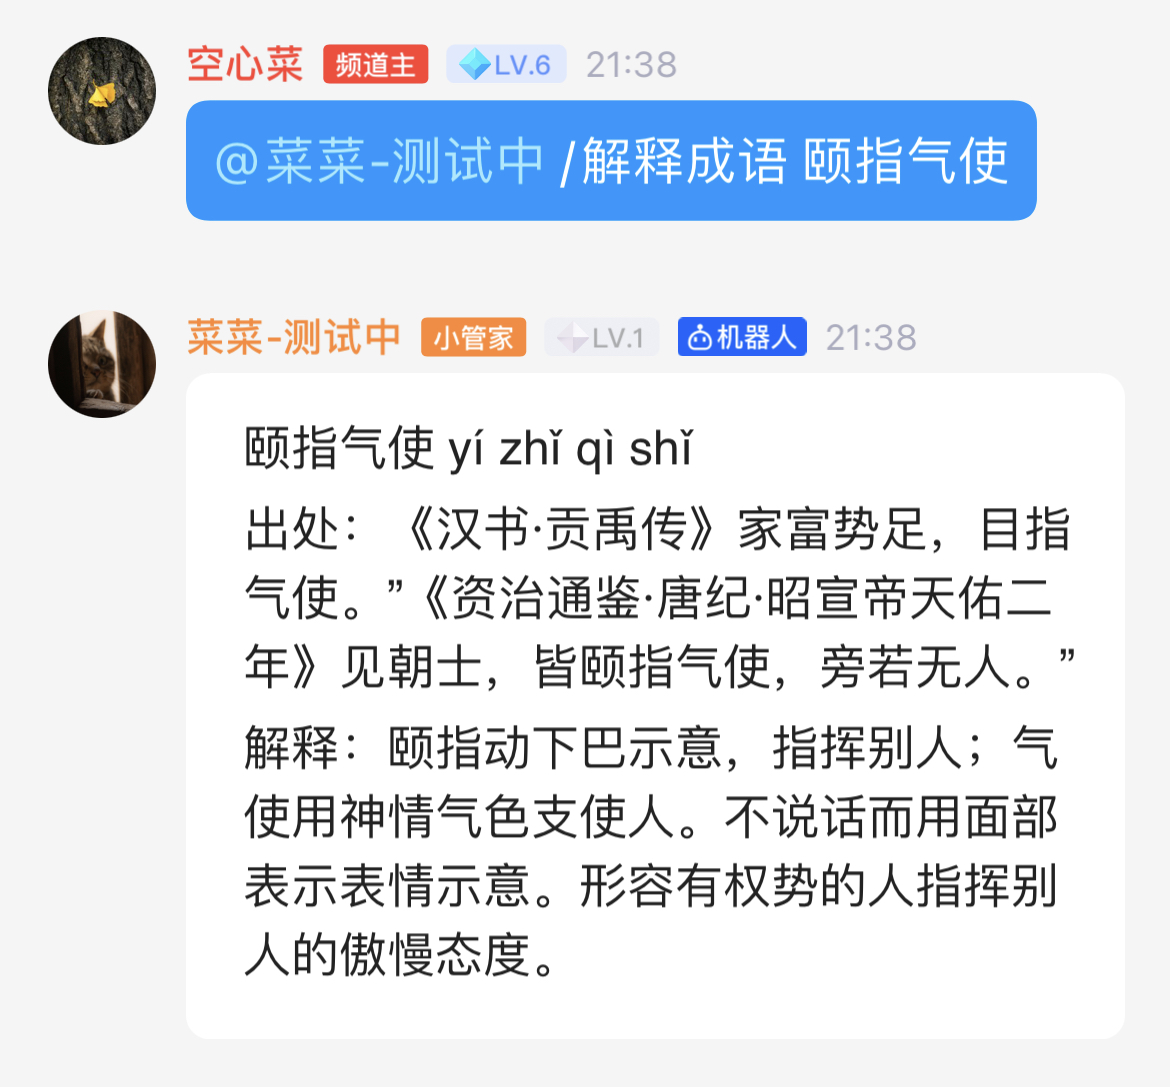 空心菜 频道主 LV.6 21:38
@菜菜-测试中 /解释成语 颐指气使
菜菜-测试中 小管家 LV.1 机器人 21:38
颐指气使 yí zhǐ qì shǐ
出处：《汉书·贡禹传》家富势足，目指
气使。”《资治通鉴·唐纪·昭宣帝天佑二
年》见朝士，皆颐指气使，旁若无人。”
解释：颐指动下巴示意，指挥别人；气
使用神情气色支使人。不说话而用面部
表示表情示意。形容有权势的人指挥别
人的傲慢态度。